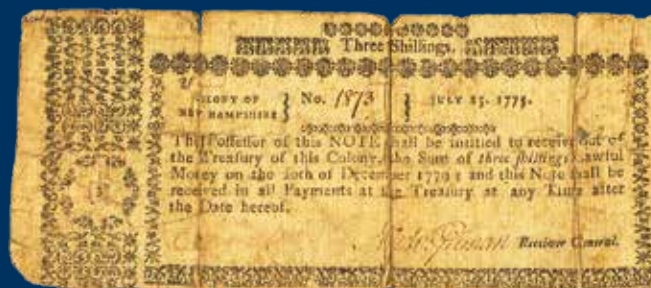 Three Shillings.
COLONY OF
NEW HAMPSHIRE } No. 1873 } JULY 25, 1775.
The Possessor of this NOTE shall be intitled to receive out of
the Treasury of this Colony, the Sum of three shillings Lawful
Money on the 20th of December 1779 ; and this Note shall be
received in all Payments at the Treasury at any Time after
the Date hereof.
Gilman Receiver General.